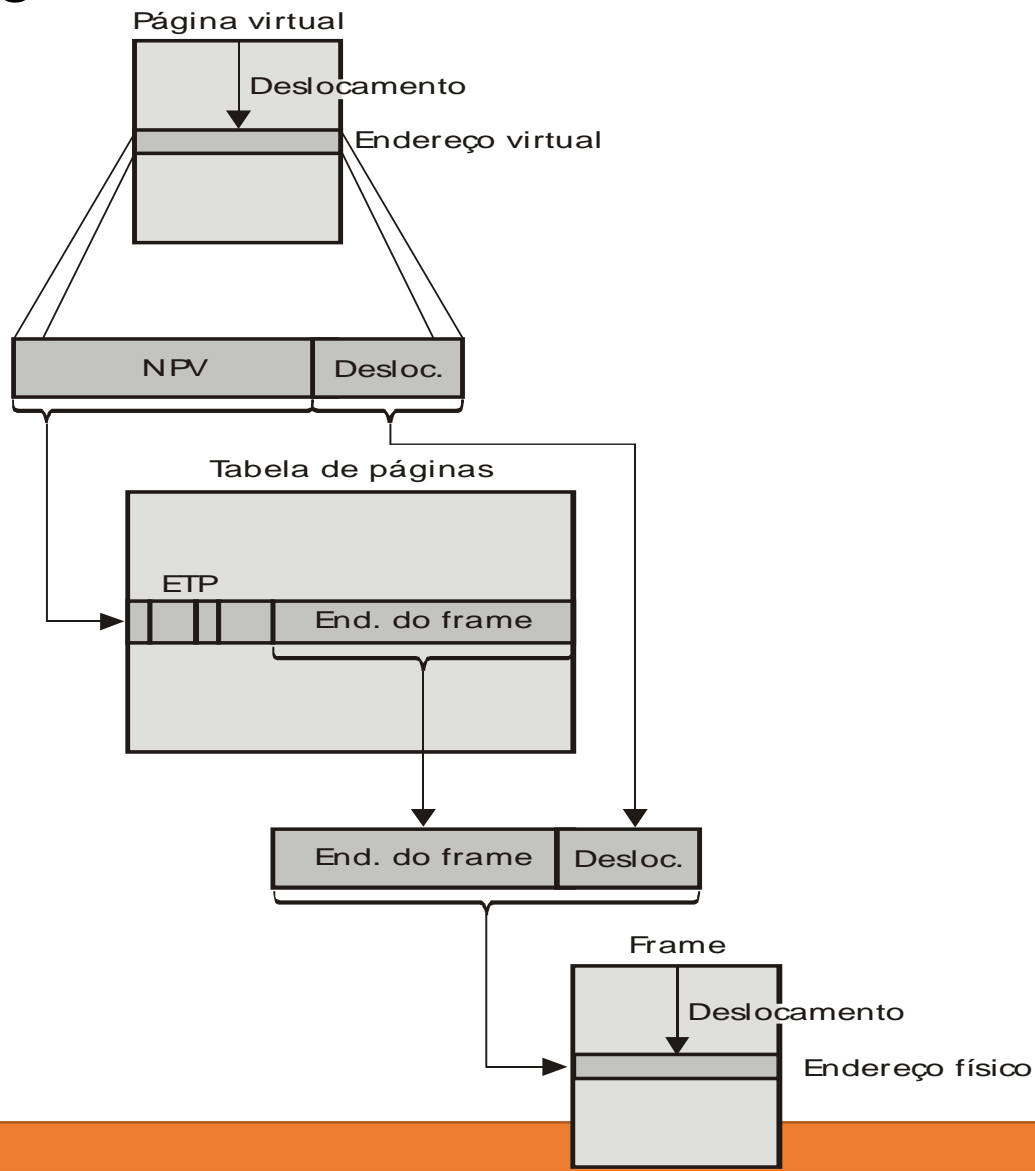 Página virtual
Deslocamento
Endereço virtual
NPV
Desloc.
Tabela de páginas
ETP
End. do frame
End. do frame
Desloc.
Frame
Deslocamento
Endereço físico